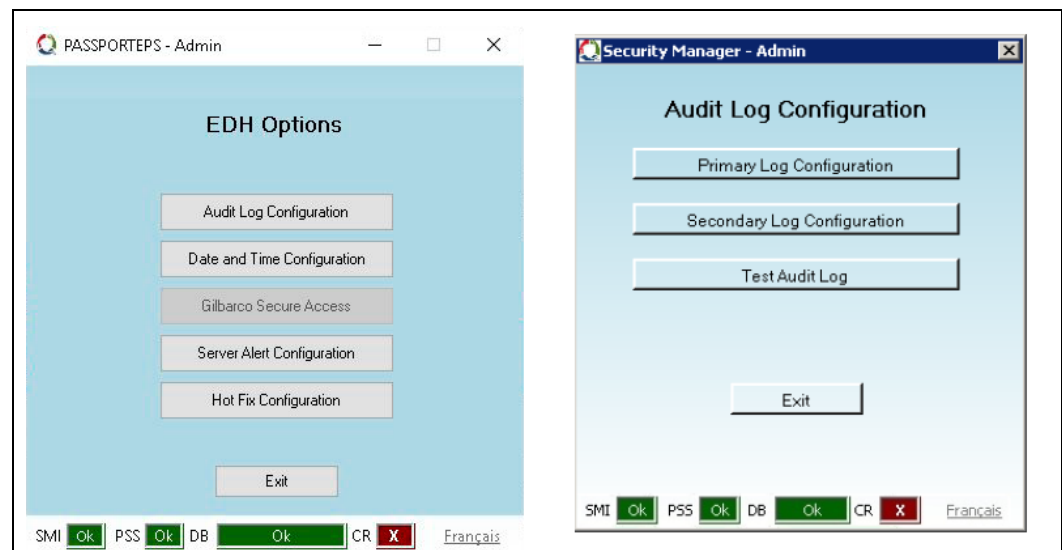 PASSPORTEPS - Admin
EDH Options
Audit Log Configuration
Date and Time Configuration
Gilbarco Secure Access
Server Alert Configuration
Hot Fix Configuration
Exit
SMI Ok PSS Ok DB Ok CR X Français
Security Manager - Admin
Audit Log Configuration
Primary Log Configuration
Secondary Log Configuration
Test Audit Log
Exit
SMI Ok PSS Ok DB Ok CR X Français